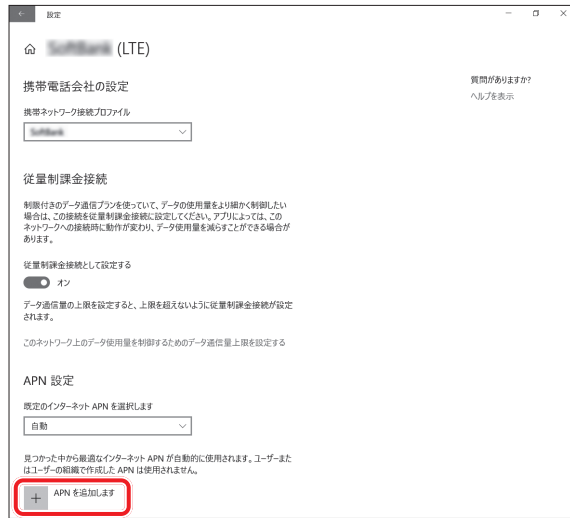 設定
(LTE)
携帯電話会社の設定
携帯ネットワーク接続プロファイル
従量制課金接続
制限付きのデータ通信プランを使っていて、データの使用量をより細かく制御したい
場合は、この接続を従量制課金接続に設定してください。アプリによっては、この
ネットワークへの接続時に動作が変わり、データ使用量を減らすことができる場合が
あります。
従量制課金接続として設定する
オン
データ通信量の上限を設定すると、上限を超えないように従量制課金接続が設定
されます。
このネットワーク上のデータ使用量を制御するためのデータ通信量上限を設定する
APN 設定
既定のインターネット APN を選択します
自動
見つかった中から最適なインターネット APN が自動的に使用されます。ユーザーまた
はユーザーの組織で作成した APN は使用されません。
APN を追加します
質問がありますか?
ヘルプを表示